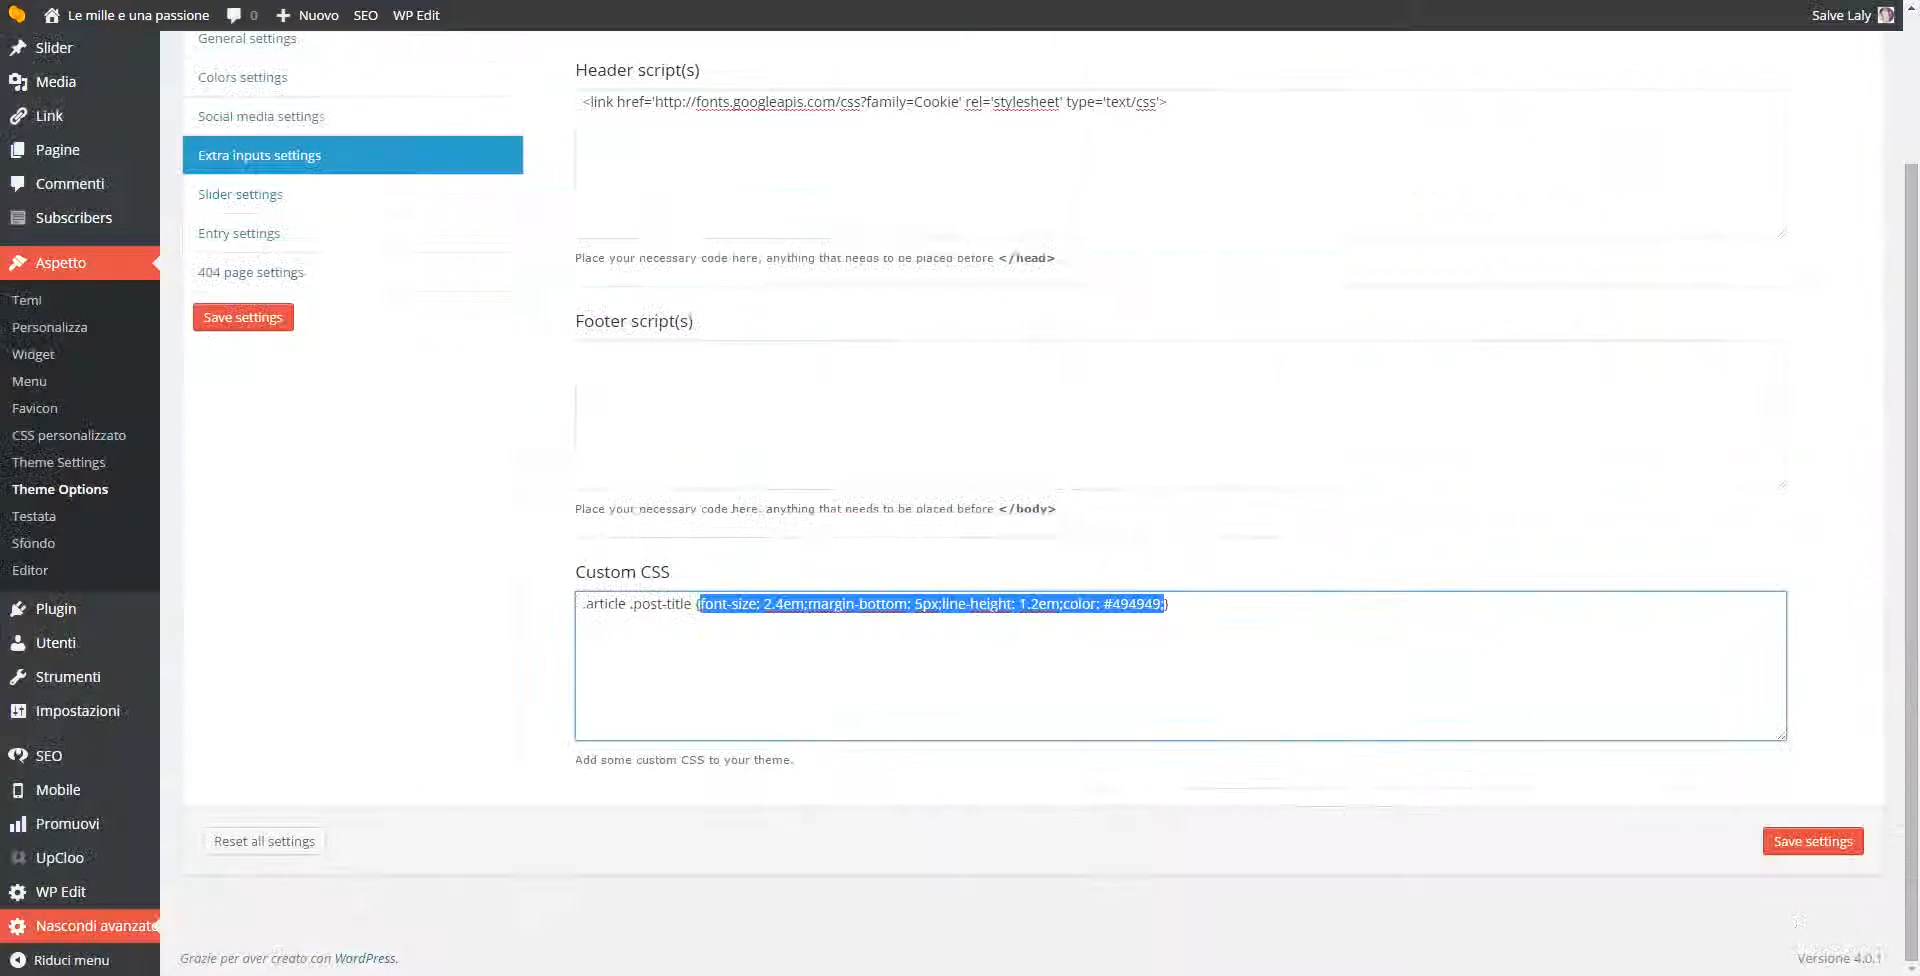 Le mille e una passione 0 Nuovo SEO WP Edit Salve Laly
Slider
Media
Link
Pagine
Commenti
Subscribers
Aspetto
Temi
Personalizza
Widget
Menu
Favicon
CSS personalizzato
Theme Settings
Theme Options
Testata
Sfondo
Editor
Plugin
Utenti
Strumenti
Impostazioni
SEO
Mobile
Promuovi
UpCloo
WP Edit
Nascondi avanzate
Riduci menu
General settings
Colors settings
Social media settings
Extra inputs settings
Slider settings
Entry settings
404 page settings
Save settings
Header script(s)
<link href='http://fonts.googleapis.com/css?family=Cookie' rel='stylesheet' type='text/css'>
Place your necessary code here, anything that needs to be placed before </head>
Footer script(s)
Place your necessary code here, anything that needs to be placed before </body>
Custom CSS
.article .post-title {font-size: 2.4em;margin-bottom: 5px;line-height: 1.2em;color: #494949;}
Add some custom CSS to your theme.
Reset all settings
Save settings
Grazie per aver creato con WordPress.
Versione 4.0.1